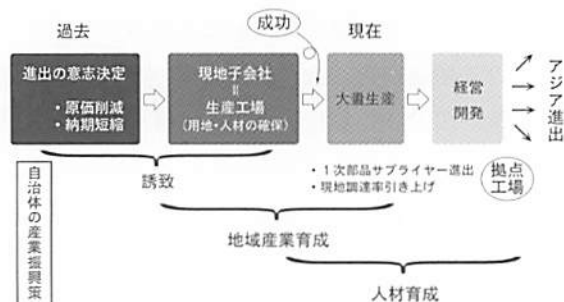 過去
成功
現在
進出の意志決定
・原価削減
・納期短縮
現地子会社
＝
生産工場
(用地・人材の確保)
大量生産
経営
開発
アジア進出
・1次部品サプライヤー進出
・現地調達率引き上げ
拠点
工場
自治体の産業振興策
誘致
地域産業育成
人材育成